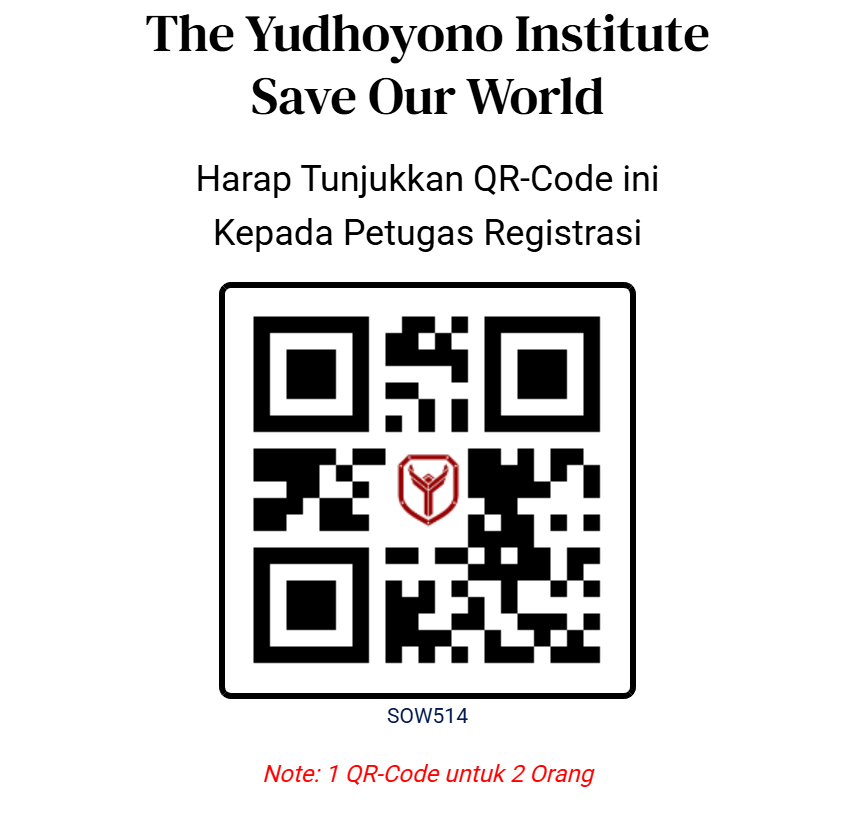 The Yudhoyono Institute
Save Our World
Harap Tunjukkan QR-Code ini
Kepada Petugas Registrasi
SOW514
Note: 1 QR-Code untuk 2 Orang